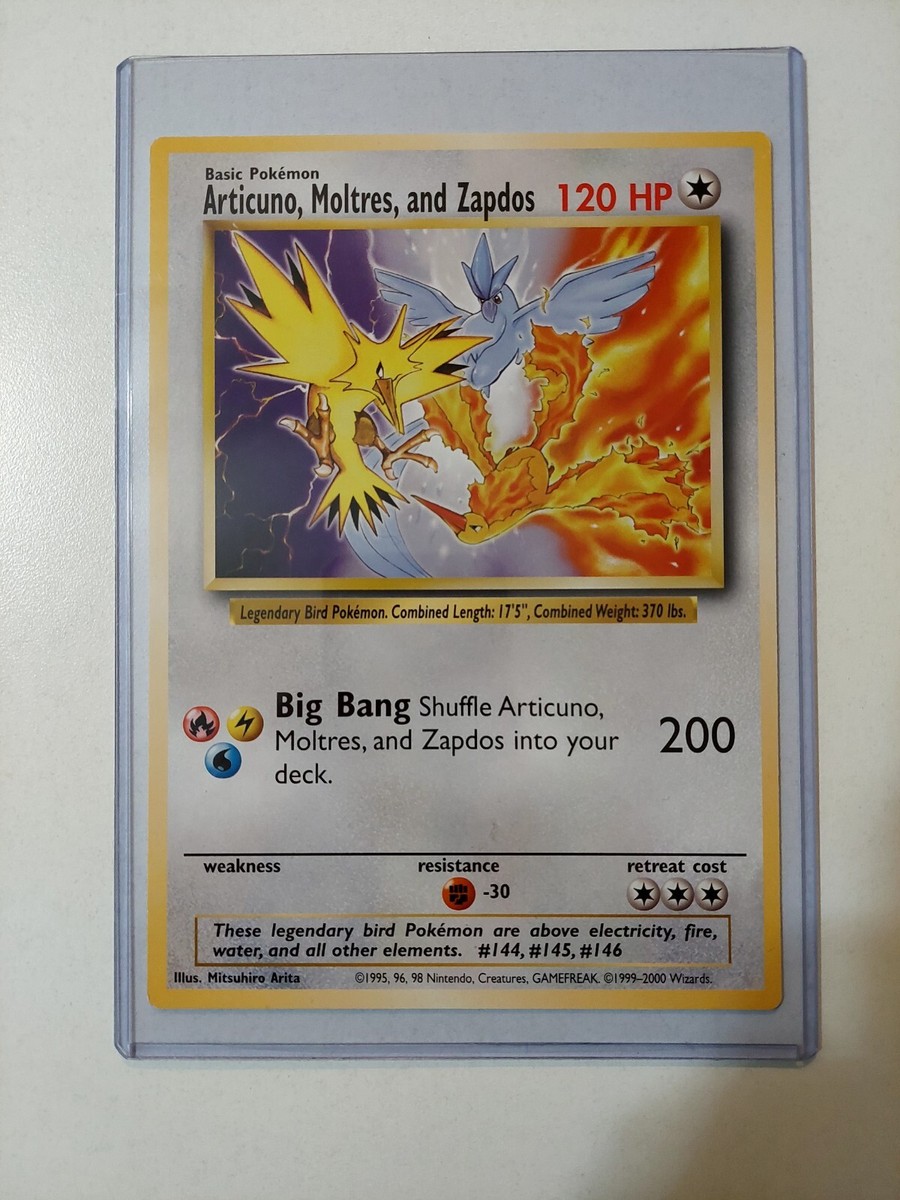 Basic Pokémon
Articuno, Moltres, and Zapdos 120 HP
Legendary Bird Pokémon. Combined Length: 17'5", Combined Weight: 370 lbs.
Big Bang Shuffle Articuno,
Moltres, and Zapdos into your
deck.
200
weakness resistance retreat cost
-30
These legendary bird Pokémon are above electricity, fire,
water, and all other elements. #144, #145, #146
Illus. Mitsuhiro Arita ©1995, 96, 98 Nintendo, Creatures, GAMEFREAK. ©1999–2000 Wizards.